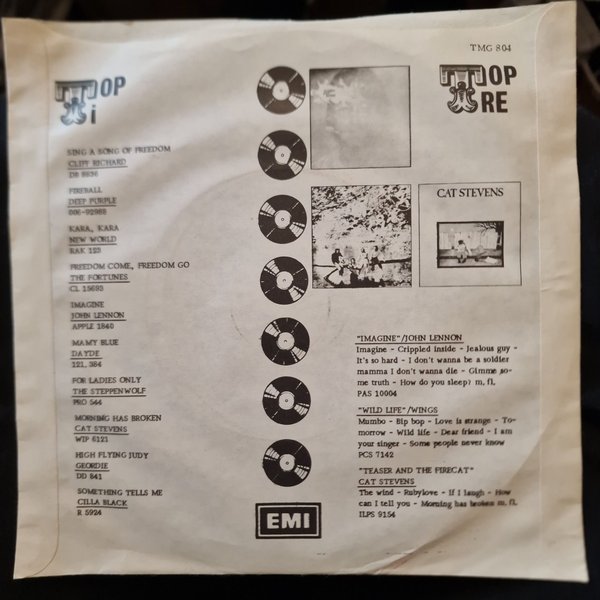 TMG 804
TOP
i
TOP
RE
SING A SONG OF FREEDOM
CLIFF RICHARD
DB 8836
FIREBALL
DEEP PURPLE
006-92988
KARA, KARA
NEW WORLD
RAK 123
FREEDOM COME, FREEDOM GO
THE FORTUNES
CL 15693
IMAGINE
JOHN LENNON
APPLE 1840
MAMY BLUE
DAYDE
121, 384
FOR LADIES ONLY
THE STEPPENWOLF
PRO 544
MORNING HAS BROKEN
CAT STEVENS
WIP 6121
HIGH FLYING JUDY
GEORDIE
DD 841
SOMETHING TELLS ME
CILLA BLACK
R 5924
CAT STEVENS
"IMAGINE"/JOHN LENNON
Imagine - Crippled inside - Jealous guy -
It's so hard - I don't wanna be a soldier
mamma I don't wanna die - Gimme so-
me truth - How do you sleep? m, fl,
PAS 10004
"WILD LIFE"/WINGS
Mumbo - Bip bop - Love is strange - To-
morrow - Wild life - Dear friend - I am
your singer - Some people never know
PCS 7142
"TEASER AND THE FIRECAT"
CAT STEVENS
The wind - Rubylove - If I laugh - How
can I tell you - Morning has broken m, fl,
ILPS 9154
EMI